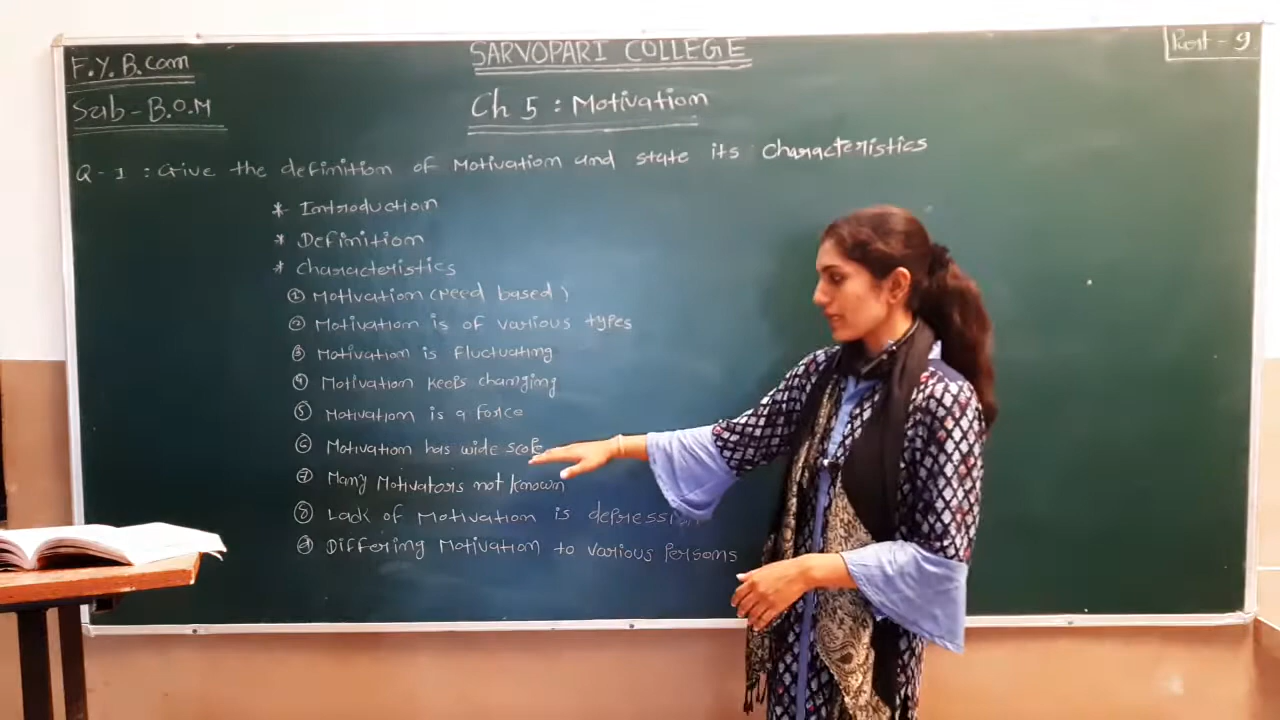 F.Y. B.com
SARVOPARI COLLEGE
Part - 9
Sub - B.O.M
Ch 5 : Motivation
Q - 1 : Give the definition of Motivation and state its characteristics
* Introduction
* Definition
* Characteristics
① Motivation (Need based)
② Motivation is of various types
③ Motivation is fluctuating
④ Motivation keeps changing
⑤ Motivation is a force
⑥ Motivation has wide scope
⑦ Many Motivators not known
⑧ Lack of Motivation is depression
⑨ Differing Motivation to various Persons